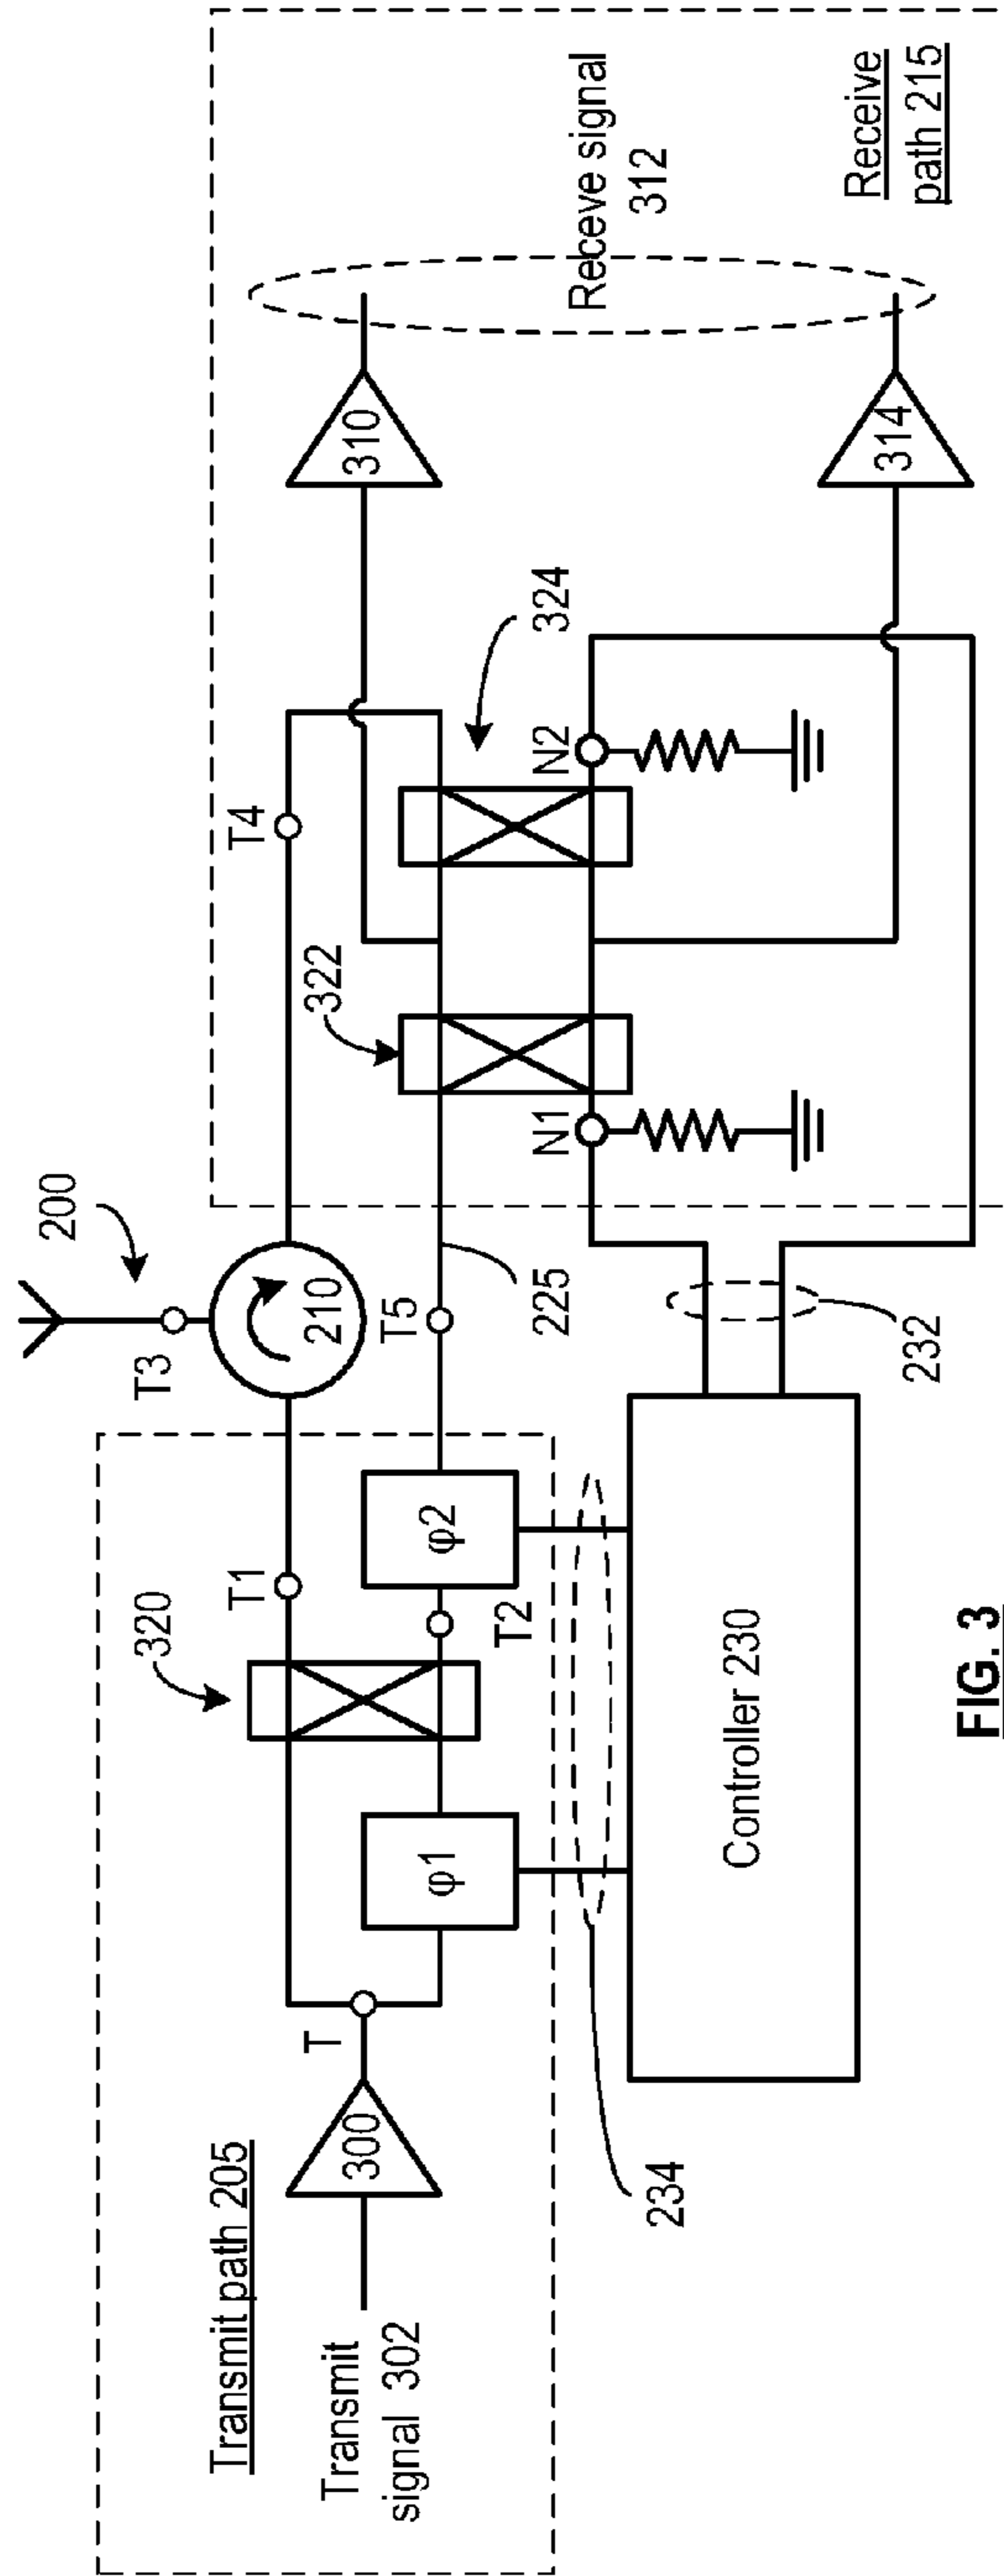 Transmit path 205
Transmit
signal 302
300
T
φ1
320
T1
T2
φ2
234
Controller 230
232
T3
200
210
T5
225
T4
322
324
N1
N2
310
314
Receve signal
312
Receive
path 215
FIG. 3